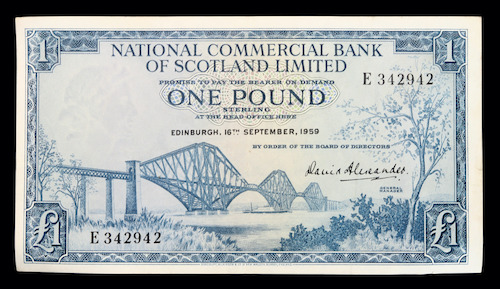 1 1
NATIONAL COMMERCIAL BANK
OF SCOTLAND LIMITED
PROMISE TO PAY THE BEARER ON DEMAND
E 342942
ONE POUND
STERLING
AT THE HEAD OFFICE HERE
EDINBURGH, 16TH SEPTEMBER, 1959
BY ORDER OF THE BOARD OF DIRECTORS
David Alexander
GENERAL
MANAGER
E 342942
£1 £1